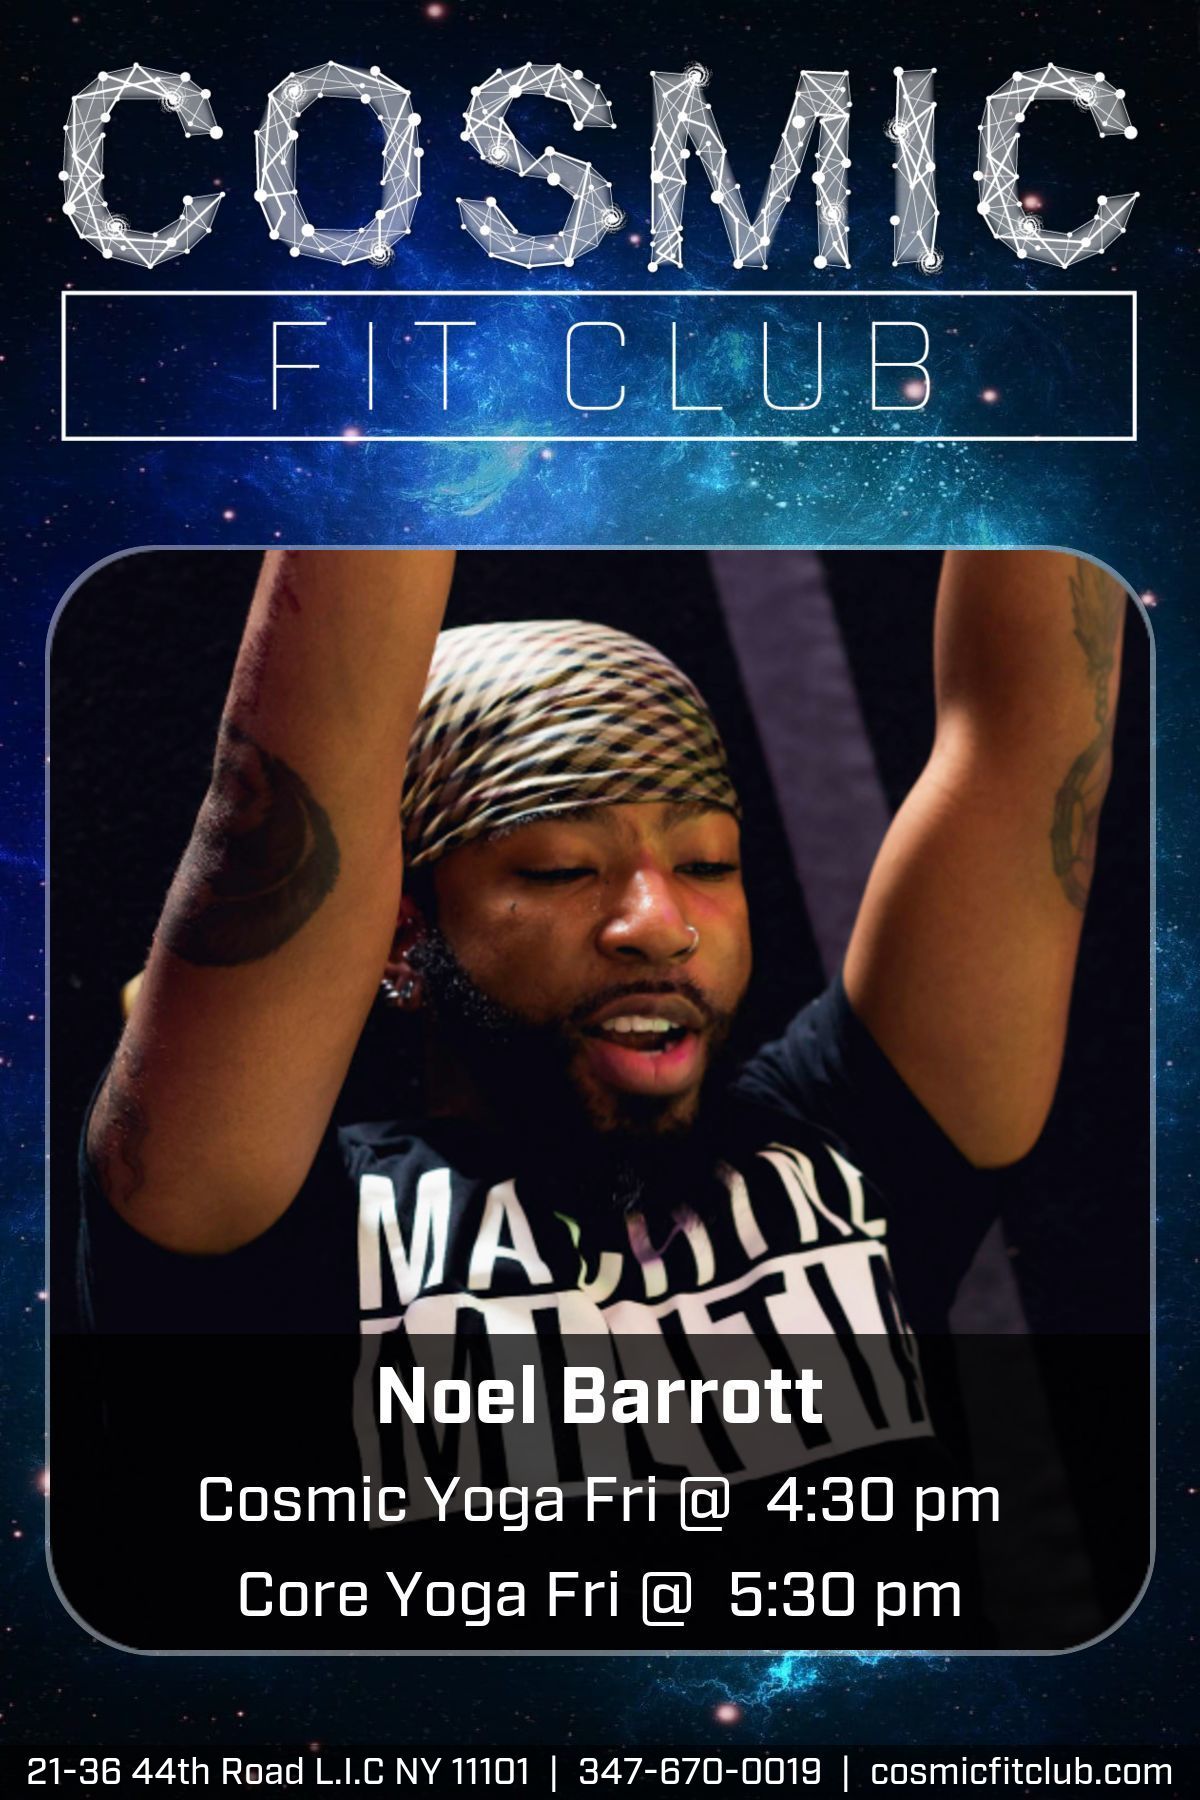 COSMIC
FIT CLUB
MACHINE
Noel Barrott
Cosmic Yoga Fri @ 4:30 pm
Core Yoga Fri @ 5:30 pm
21-36 44th Road L.I.C NY 11101 | 347-670-0019 | cosmicfitclub.com